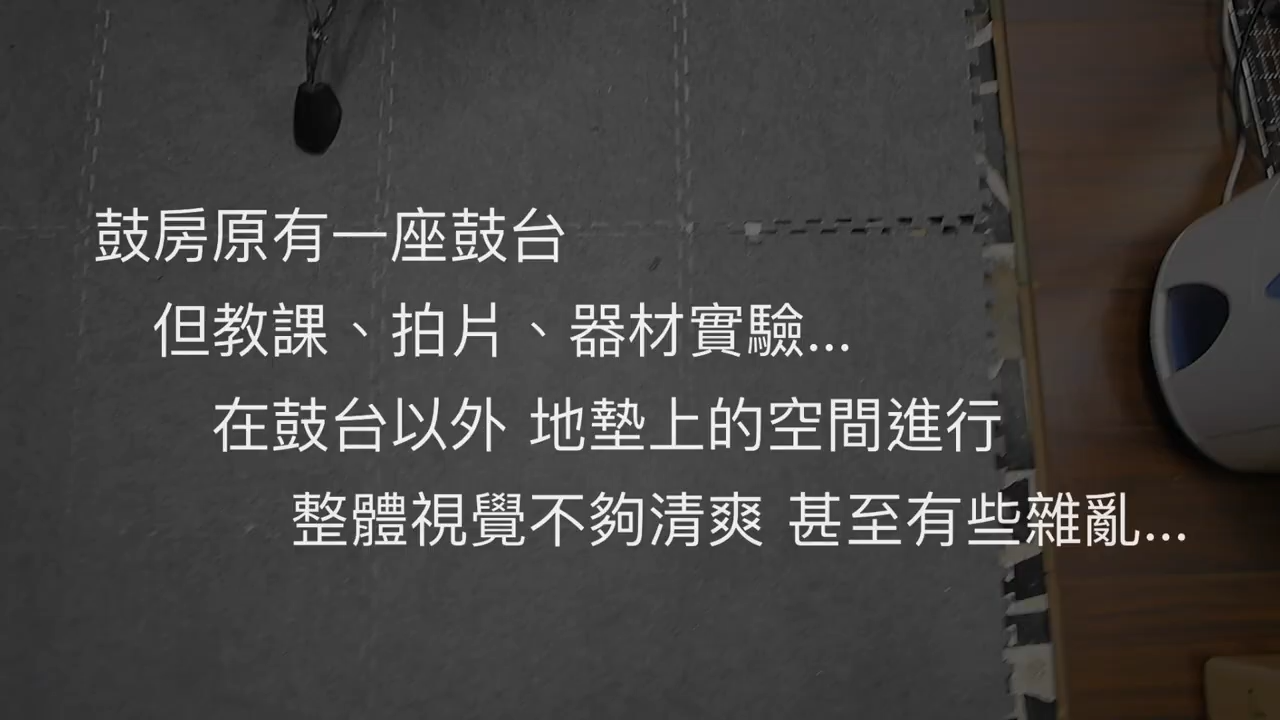 鼓房原有一座鼓台
但教課、拍片、器材實驗...
在鼓台以外 地墊上的空間進行
整體視覺不夠清爽 甚至有些雜亂...